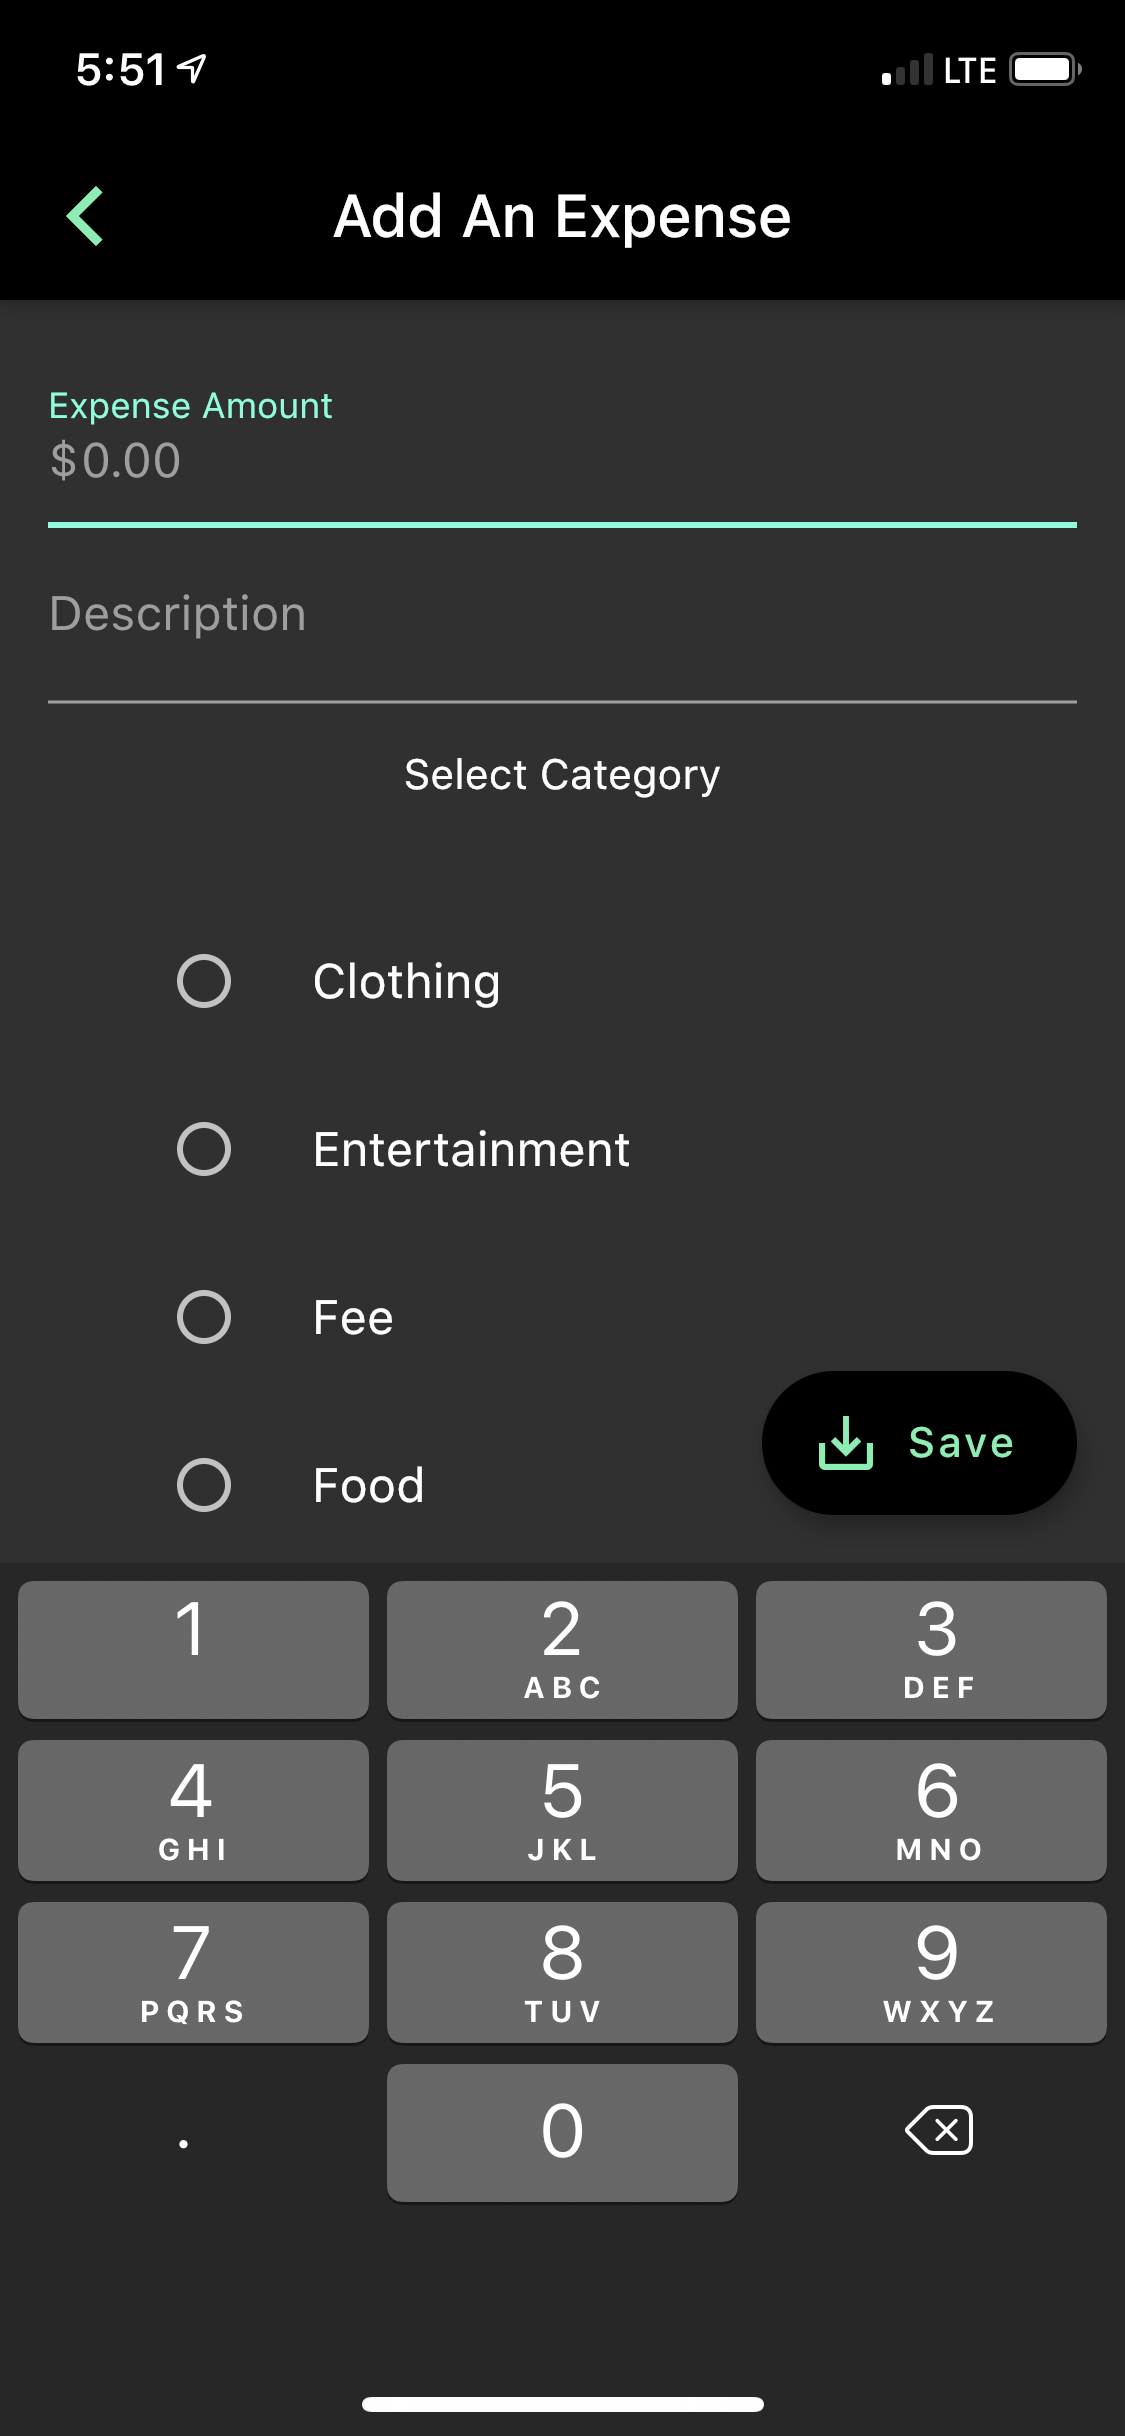 5:51 LTE
Add An Expense
Expense Amount
$0.00
Description
Select Category
Clothing
Entertainment
Fee
Save
Food
1 2 3
ABC DEF
4 5 6
GHI JKL MNO
7 8 9
PQRS TUV WXYZ
. 0